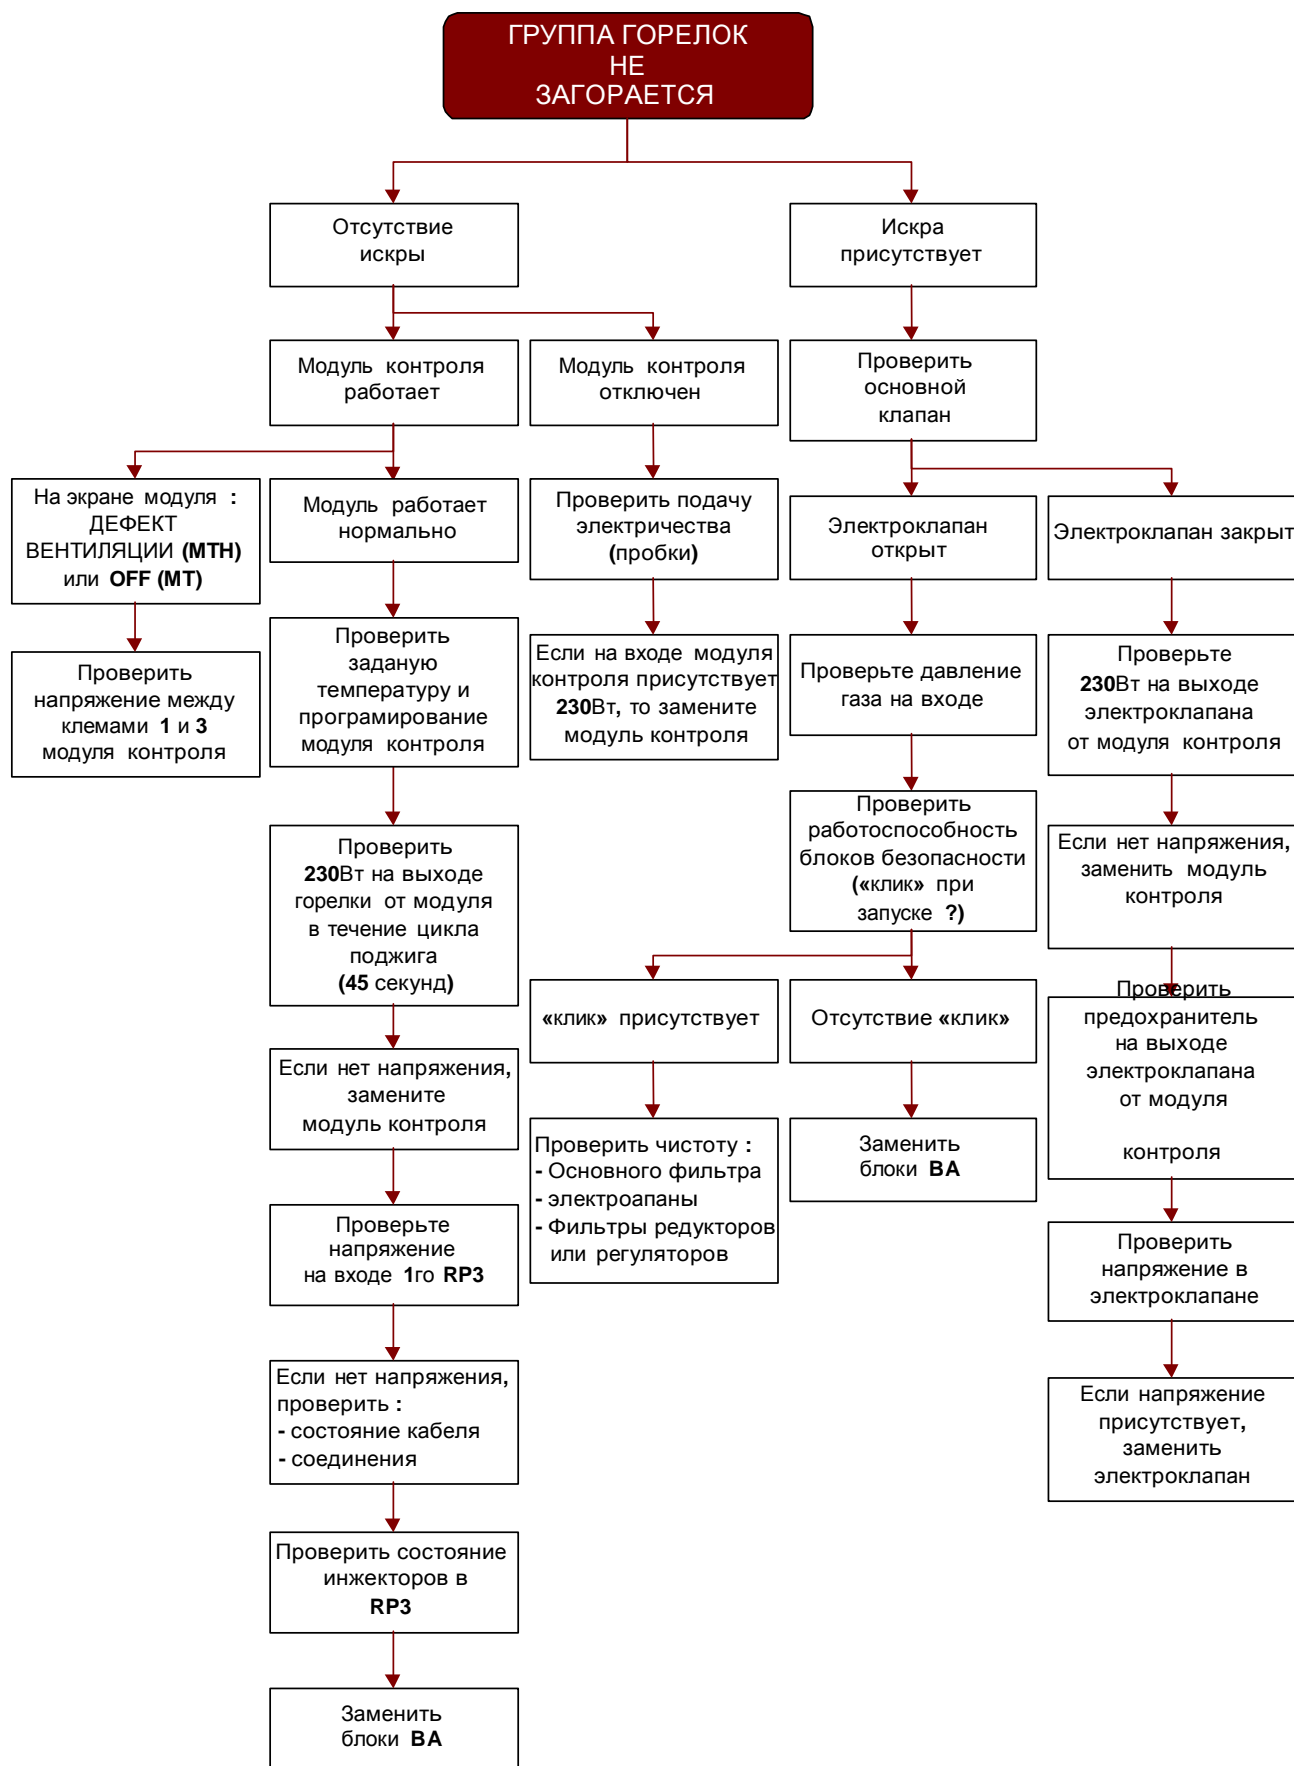 ГРУППА ГОРЕЛОК
НЕ
ЗАГОРАЕТСЯ
Отсутствие
искры
Искра
присутствует
Модуль контроля
работает
Модуль контроля
отключен
Проверить
основной
клапан
На экране модуля :
ДЕФЕКТ
ВЕНТИЛЯЦИИ (MTH)
или OFF (MT)
Модуль работает
нормально
Проверить подачу
электричества
(пробки)
Электроклапан
открыт
Электроклапан закрыт
Проверить
напряжение между
клемами 1 и 3
модуля контроля
Проверить
заданую
температуру и
програмирование
модуля контроля
Если на входе модуля
контроля присутствует
230Вт, то замените
модуль контроля
Проверьте давление
газа на входе
Проверьте
230Вт на выходе
электроклапана
от модуля контроля
Проверить
230Вт на выходе
горелки от модуля
в течение цикла
поджига
(45 секунд)
Проверить
работоспособность
блоков безопасности
(«клик» при
запуске ?)
Если нет напряжения,
заменить модуль
контроля
«клик» присутствует
Отсутствие «клик»
Проверить
предохранитель
на выходе
электроклапана
от модуля
контроля
Если нет напряжения,
замените
модуль контроля
Проверить чистоту :
- Основного фильтра
- электроапаны
- Фильтры редукторов
или регуляторов
Заменить
блоки BA
Проверьте
напряжение
на входе 1го RP3
Проверить
напряжение в
электроклапане
Если нет напряжения,
проверить :
- состояние кабеля
- соединения
Если напряжение
присутствует,
заменить
электроклапан
Проверить состояние
инжекторов в
RP3
Заменить
блоки BA